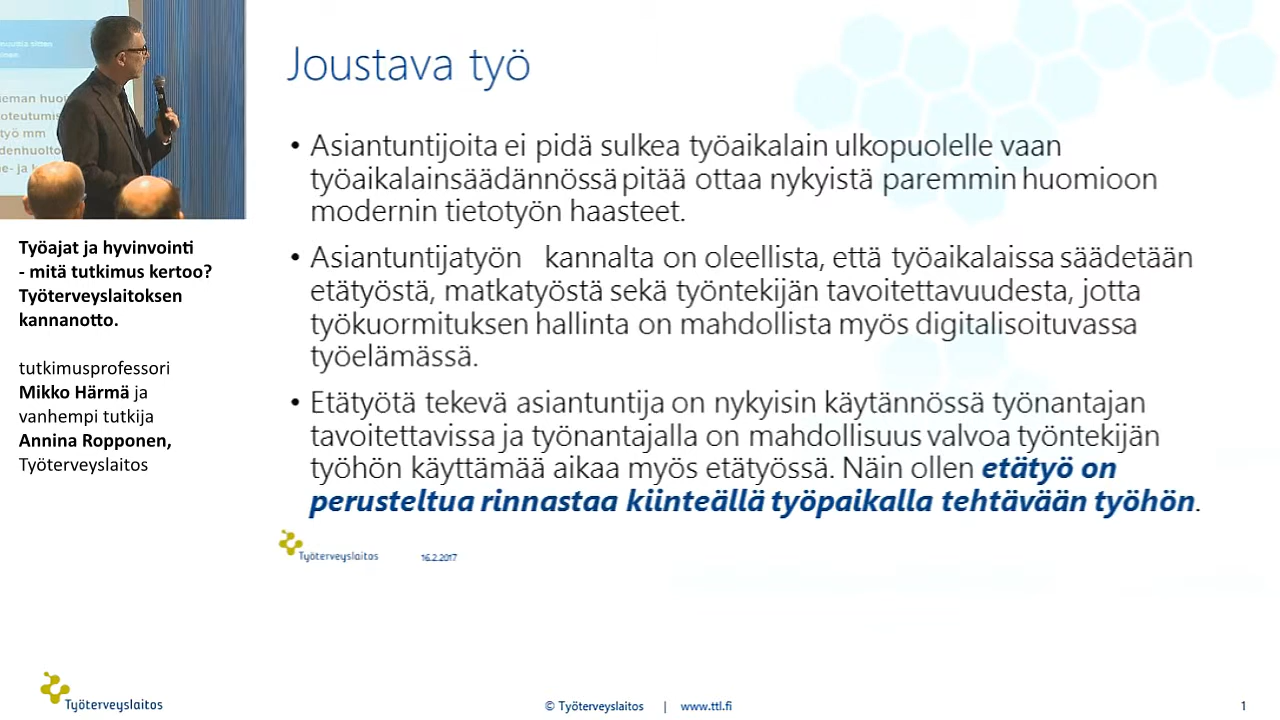 Joustava työ
• Asiantuntijoita ei pidä sulkea työaikalain ulkopuolelle vaan
työaikalainsäädännössä pitää ottaa nykyistä paremmin huomioon
modernin tietotyön haasteet.
• Asiantuntijatyön kannalta on oleellista, että työaikalaissa säädetään
etätyöstä, matkatyöstä sekä työntekijän tavoitettavuudesta, jotta
työkuormituksen hallinta on mahdollista myös digitalisoituvassa
työelämässä.
• Etätyötä tekevä asiantuntija on nykyisin käytännössä työnantajan
tavoitettavissa ja työnantajalla on mahdollisuus valvoa työntekijän
työhön käyttämää aikaa myös etätyössä. Näin ollen etätyö on
perusteltua rinnastaa kiinteällä työpaikalla tehtävään työhön.
Työterveyslaitos 16.2.2017
Työajat ja hyvinvointi
- mitä tutkimus kertoo?
Työterveyslaitoksen
kannanotto.
tutkimusprofessori
Mikko Härmä ja
vanhempi tutkija
Annina Ropponen,
Työterveyslaitos
työ mm
Työterveyslaitos
© Työterveyslaitos | www.ttl.fi
1